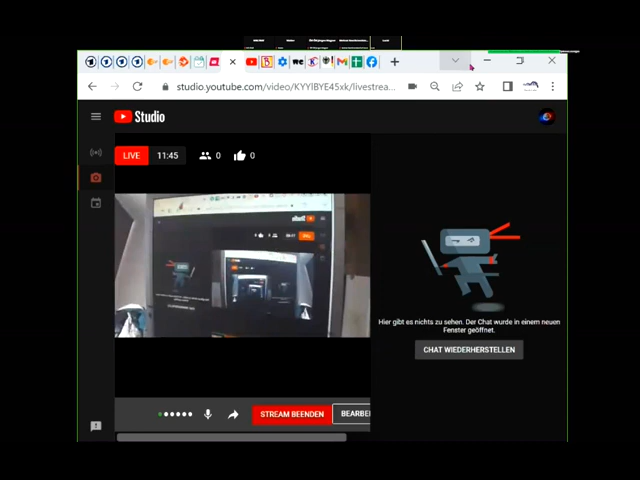 studio.youtube.com/video/KYYIBYE45xk/livestrea...
Studio
LIVE 11:45 0 0
Hier gibt es nichts zu sehen. Der Chat wurde in einem neuen
Fenster geöffnet.
CHAT WIEDERHERSTELLEN
STREAM BEENDEN
BEARBEI